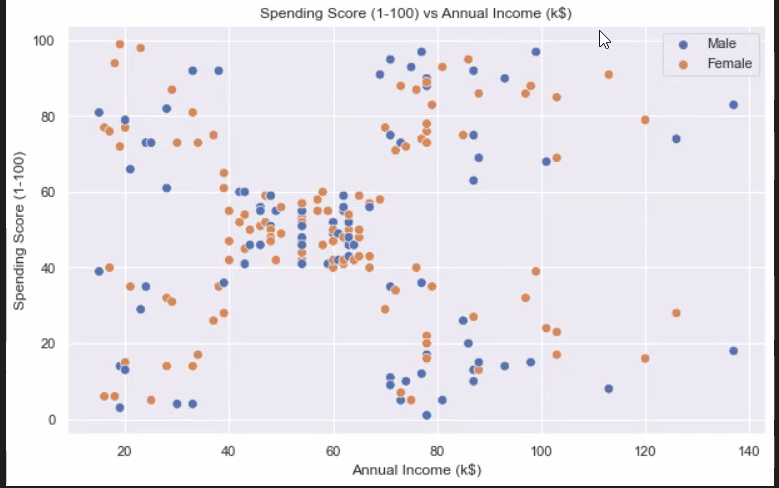 Spending Score (1-100) vs Annual Income (k$)
Male
Female
Spending Score (1-100)
100
80
60
40
20
0
20 40 60 80 100 120 140
Annual Income (k$)